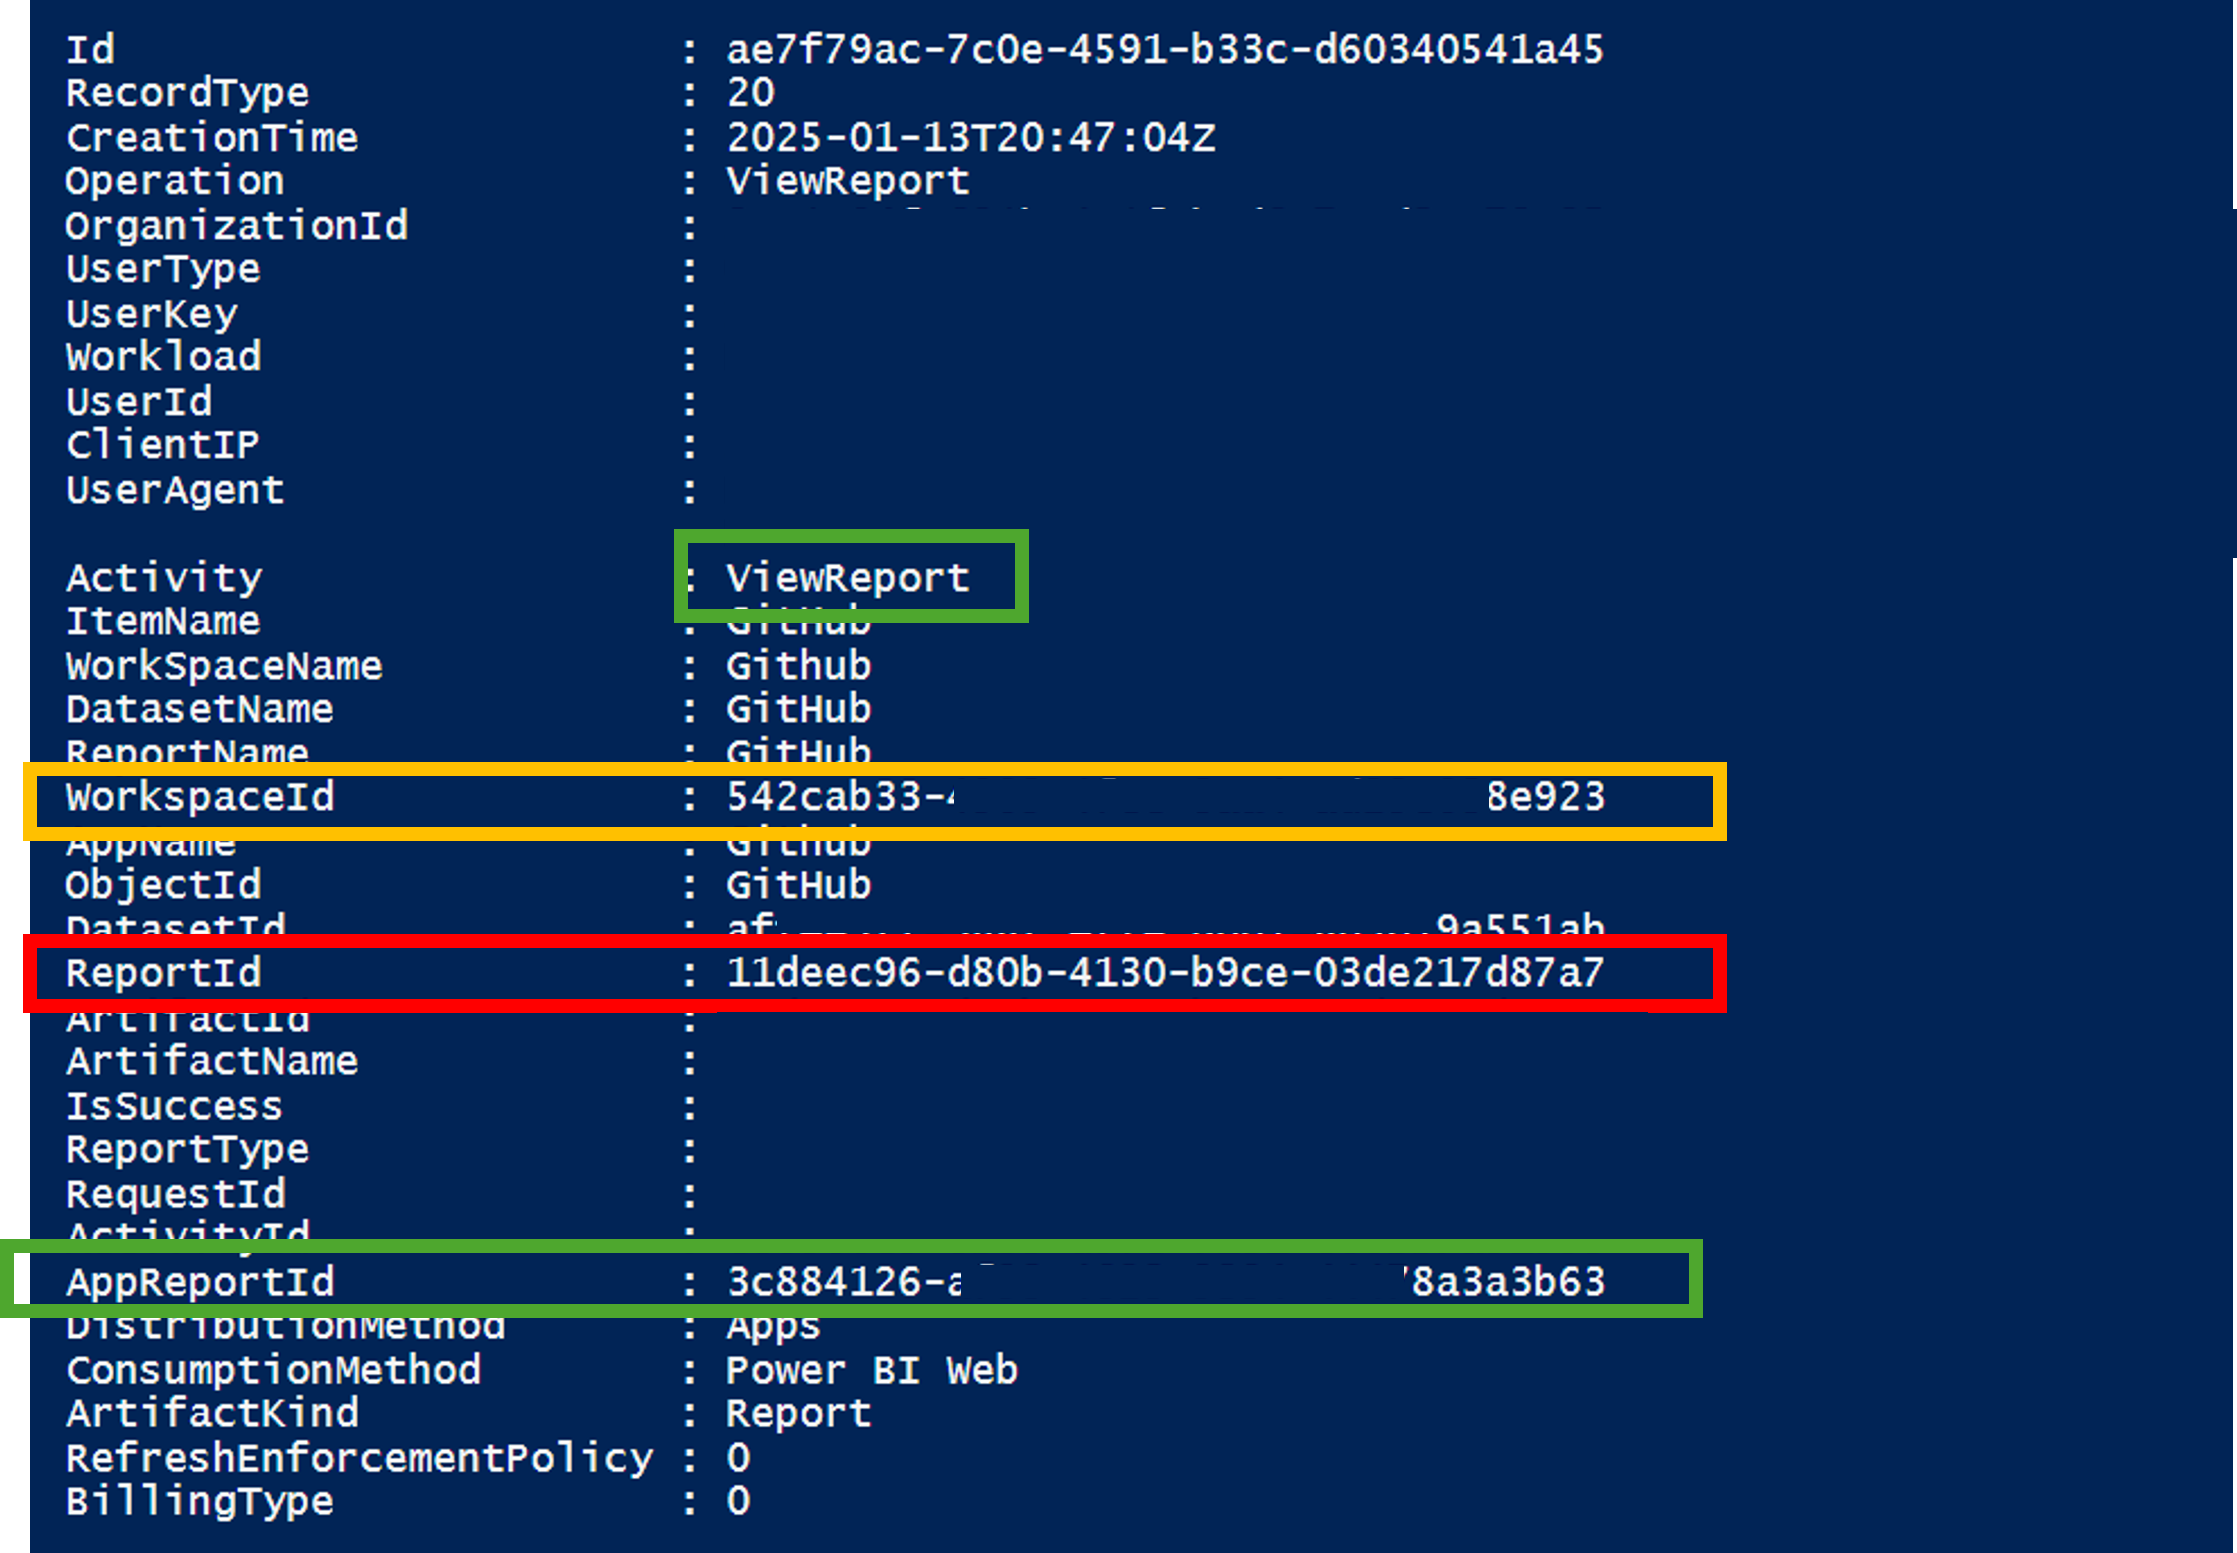 Id : ae7f79ac-7c0e-4591-b33c-d60340541a45
RecordType : 20
CreationTime : 2025-01-13T20:47:04Z
Operation : ViewReport
OrganizationId :
UserType :
UserKey :
Workload :
UserId :
ClientIP :
UserAgent :
Activity : ViewReport
ItemName : GitHub
WorkSpaceName : Github
DatasetName : GitHub
ReportName : GitHub
WorkspaceId : 542cab33-4 8e923
AppName : Github
ObjectId : GitHub
DatasetId : af 9a551ab
ReportId : 11deec96-d80b-4130-b9ce-03de217d87a7
ArtifactId :
ArtifactName :
IsSuccess :
ReportType :
RequestId :
ActivityId :
AppReportId : 3c884126-a 8a3a3b63
DistributionMethod : Apps
ConsumptionMethod : Power BI Web
ArtifactKind : Report
RefreshEnforcementPolicy : 0
BillingType : 0